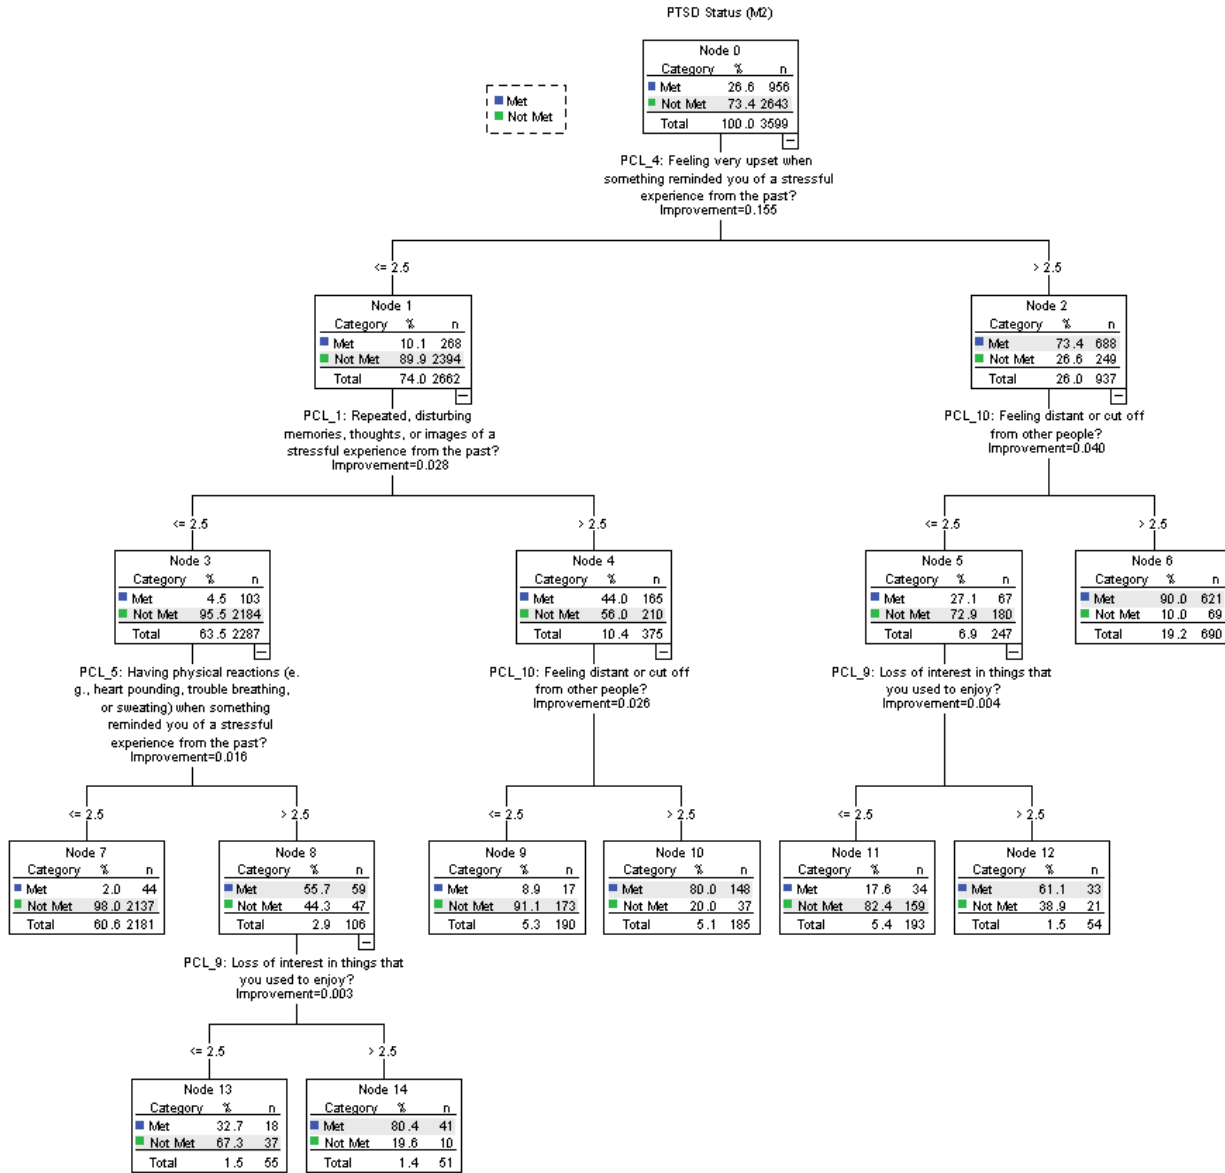 PTSD Status (M2)
Node 0
Category % n
Met 26.6 956
Not Met 73.4 2643
Total 100.0 3599
Met
Not Met
PCL_4: Feeling very upset when
something reminded you of a stressful
experience from the past?
Improvement=0.155
<= 2.5
> 2.5
Node 1
Category % n
Met 10.1 268
Not Met 89.9 2394
Total 74.0 2662
Node 2
Category % n
Met 73.4 688
Not Met 26.6 249
Total 26.0 937
PCL_1: Repeated, disturbing
memories, thoughts, or images of a
stressful experience from the past?
Improvement=0.028
PCL_10: Feeling distant or cut off
from other people?
Improvement=0.040
<= 2.5
> 2.5
<= 2.5
> 2.5
Node 3
Category % n
Met 4.5 103
Not Met 95.5 2184
Total 63.5 2287
Node 4
Category % n
Met 44.0 165
Not Met 56.0 210
Total 10.4 375
Node 5
Category % n
Met 27.1 67
Not Met 72.9 180
Total 6.9 247
Node 6
Category % n
Met 90.0 621
Not Met 10.0 69
Total 19.2 690
PCL_5: Having physical reactions (e.
g., heart pounding, trouble breathing,
or sweating) when something
reminded you of a stressful
experience from the past?
Improvement=0.016
PCL_10: Feeling distant or cut off
from other people?
Improvement=0.026
PCL_9: Loss of interest in things that
you used to enjoy?
Improvement=0.004
<= 2.5
> 2.5
<= 2.5
> 2.5
<= 2.5
> 2.5
Node 7
Category % n
Met 2.0 44
Not Met 98.0 2137
Total 60.6 2181
Node 8
Category % n
Met 55.7 59
Not Met 44.3 47
Total 2.9 106
Node 9
Category % n
Met 8.9 17
Not Met 91.1 173
Total 5.3 190
Node 10
Category % n
Met 80.0 148
Not Met 20.0 37
Total 5.1 185
Node 11
Category % n
Met 17.6 34
Not Met 82.4 159
Total 5.4 193
Node 12
Category % n
Met 61.1 33
Not Met 38.9 21
Total 1.5 54
PCL_9: Loss of interest in things that
you used to enjoy?
Improvement=0.003
<= 2.5
> 2.5
Node 13
Category % n
Met 32.7 18
Not Met 67.3 37
Total 1.5 55
Node 14
Category % n
Met 80.4 41
Not Met 19.6 10
Total 1.4 51